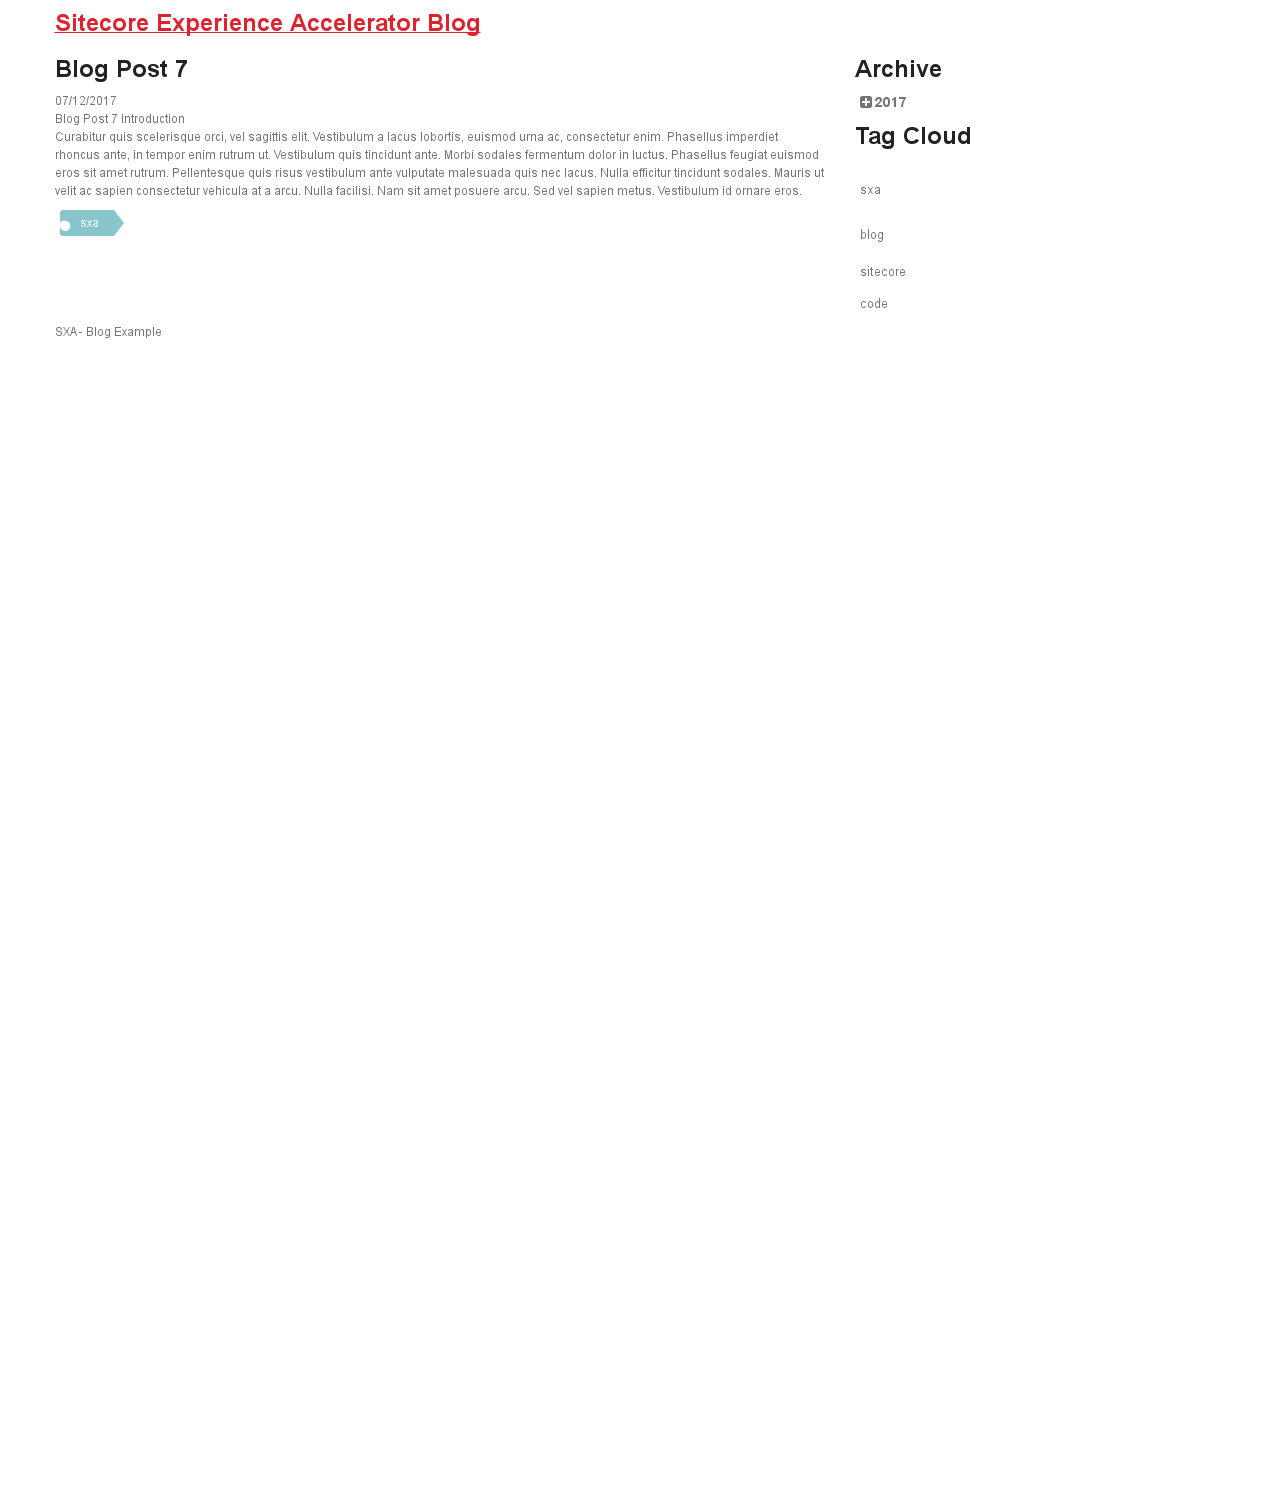 Sitecore Experience Accelerator Blog
Blog Post 7
07/12/2017
Blog Post 7 Introduction
Curabitur quis scelerisque orci, vel sagittis elit. Vestibulum a lacus lobortis, euismod urna ac, consectetur enim. Phasellus imperdiet
rhoncus ante, in tempor enim rutrum ut. Vestibulum quis tincidunt ante. Morbi sodales fermentum dolor in luctus. Phasellus feugiat euismod
eros sit amet rutrum. Pellentesque quis risus vestibulum ante vulputate malesuada quis nec lacus. Nulla efficitur tincidunt sodales. Mauris ut
velit ac sapien consectetur vehicula at a arcu. Nulla facilisi. Nam sit amet posuere arcu. Sed vel sapien metus. Vestibulum id ornare eros.
sxa
Archive
2017
Tag Cloud
sxa
blog
sitecore
code
SXA- Blog Example